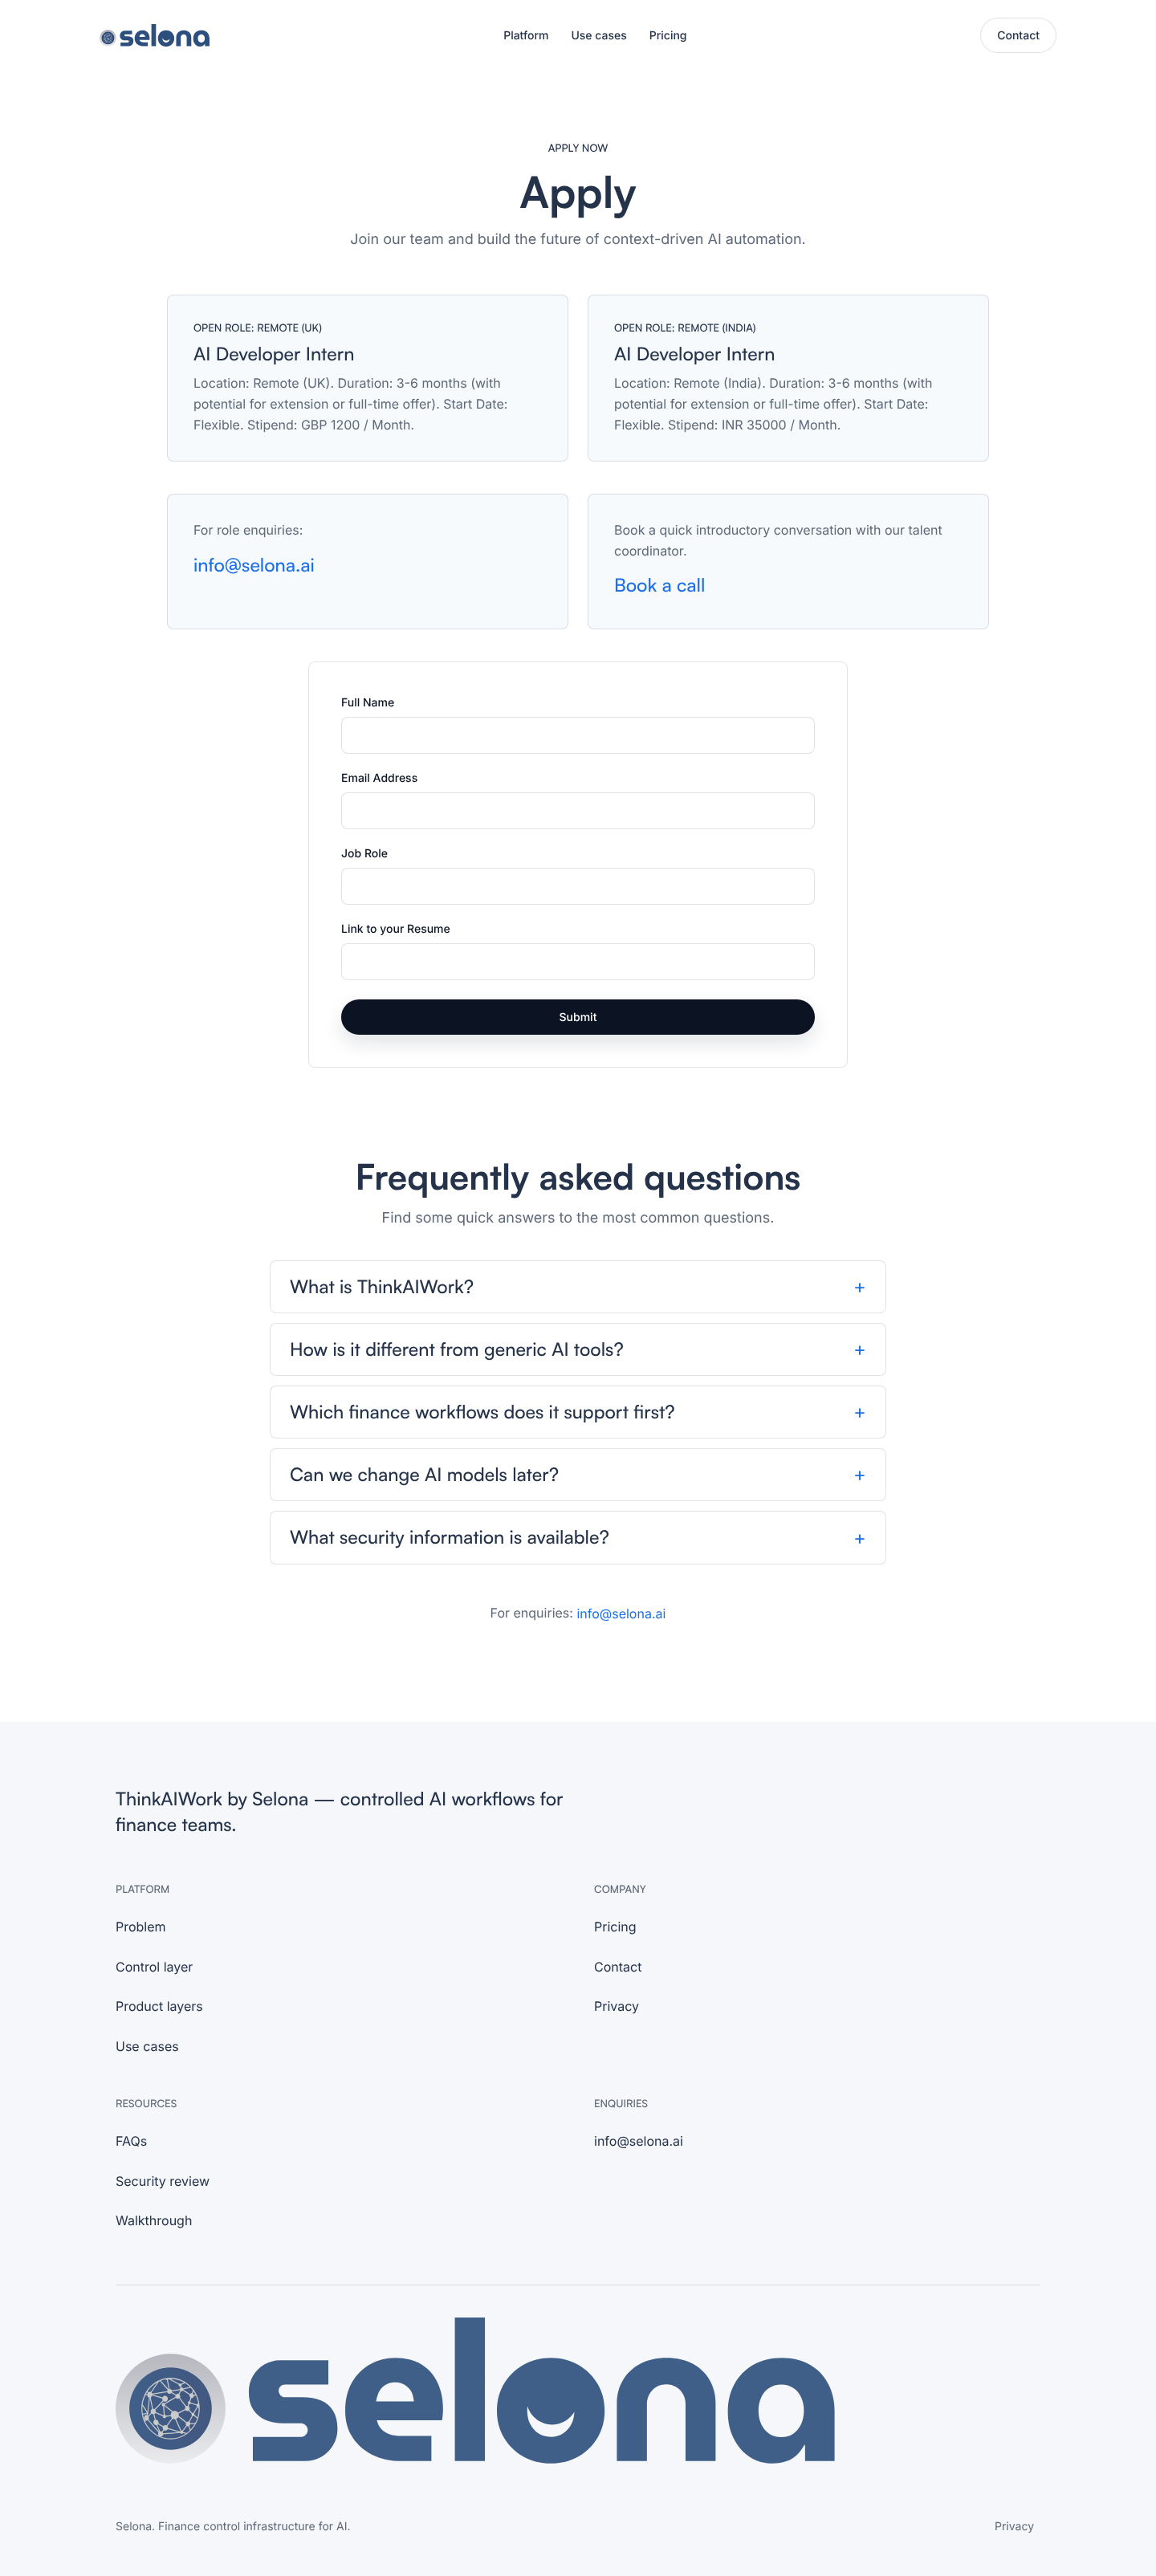 selona
Platform
Use cases
Pricing
Contact
APPLY NOW
Apply
Join our team and build the future of context-driven AI automation.
OPEN ROLE: REMOTE (UK)
AI Developer Intern
Location: Remote (UK). Duration: 3-6 months (with
potential for extension or full-time offer). Start Date:
Flexible. Stipend: GBP 1200 / Month.
OPEN ROLE: REMOTE (INDIA)
AI Developer Intern
Location: Remote (India). Duration: 3-6 months (with
potential for extension or full-time offer). Start Date:
Flexible. Stipend: INR 35000 / Month.
For role enquiries:
info@selona.ai
Book a quick introductory conversation with our talent
coordinator.
Book a call
Full Name
Email Address
Job Role
Link to your Resume
Submit
Frequently asked questions
Find some quick answers to the most common questions.
What is ThinkAIWork? +
How is it different from generic AI tools? +
Which finance workflows does it support first? +
Can we change AI models later? +
What security information is available? +
For enquiries: info@selona.ai
ThinkAIWork by Selona — controlled AI workflows for
finance teams.
PLATFORM
Problem
Control layer
Product layers
Use cases
COMPANY
Pricing
Contact
Privacy
RESOURCES
FAQs
Security review
Walkthrough
ENQUIRIES
info@selona.ai
selona
Selona. Finance control infrastructure for AI.
Privacy